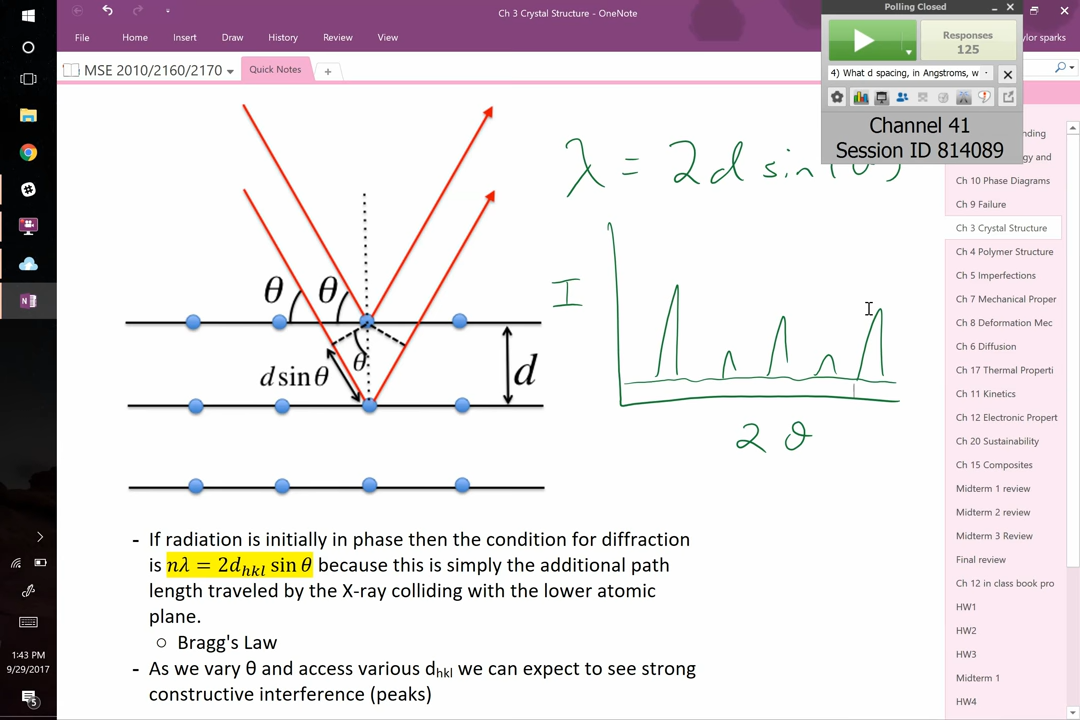 Ch 3 Crystal Structure - OneNote
Polling Closed
File Home Insert Draw History Review View
Responses
125
ylor sparks
MSE 2010/2160/2170
Quick Notes
4) What d spacing, in Angstroms, w
Channel 41
Session ID 814089
λ = 2d sin(θ)
I
2θ
θ θ
θ
d sin θ
d
- If radiation is initially in phase then the condition for diffraction
is nλ = 2d_hkl sin θ because this is simply the additional path
length traveled by the X-ray colliding with the lower atomic
plane.
○ Bragg's Law
- As we vary θ and access various d_hkl we can expect to see strong
constructive interference (peaks)
nding
gy and
Ch 10 Phase Diagrams
Ch 9 Failure
Ch 3 Crystal Structure
Ch 4 Polymer Structure
Ch 5 Imperfections
Ch 7 Mechanical Proper
Ch 8 Deformation Mec
Ch 6 Diffusion
Ch 17 Thermal Properti
Ch 11 Kinetics
Ch 12 Electronic Propert
Ch 20 Sustainability
Ch 15 Composites
Midterm 1 review
Midterm 2 review
Midterm 3 Review
Final review
Ch 12 in class book pro
HW1
HW2
HW3
Midterm 1
HW4
1:43 PM
9/29/2017
5